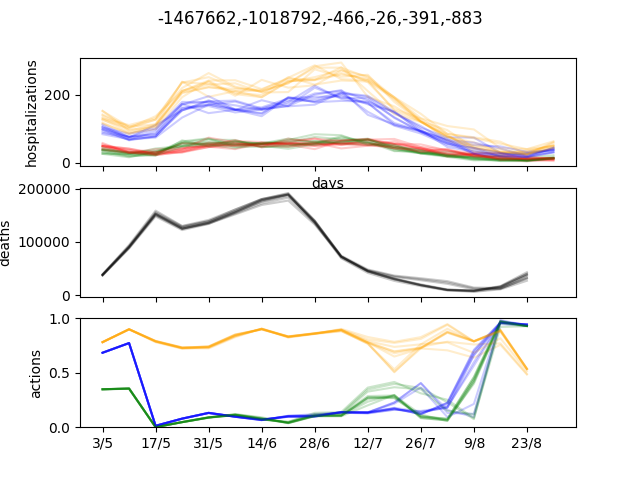 -1467662,-1018792,-466,-26,-391,-883
hospitalizations
200
0
days
deaths
200000
100000
0
actions
1.0
0.5
0.0
3/5 17/5 31/5 14/6 28/6 12/7 26/7 9/8 23/8